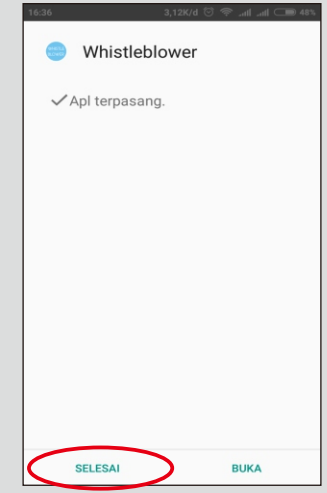 16:36 3,12K/d 48%
Whistleblower
Apl terpasang.
SELESAI BUKA